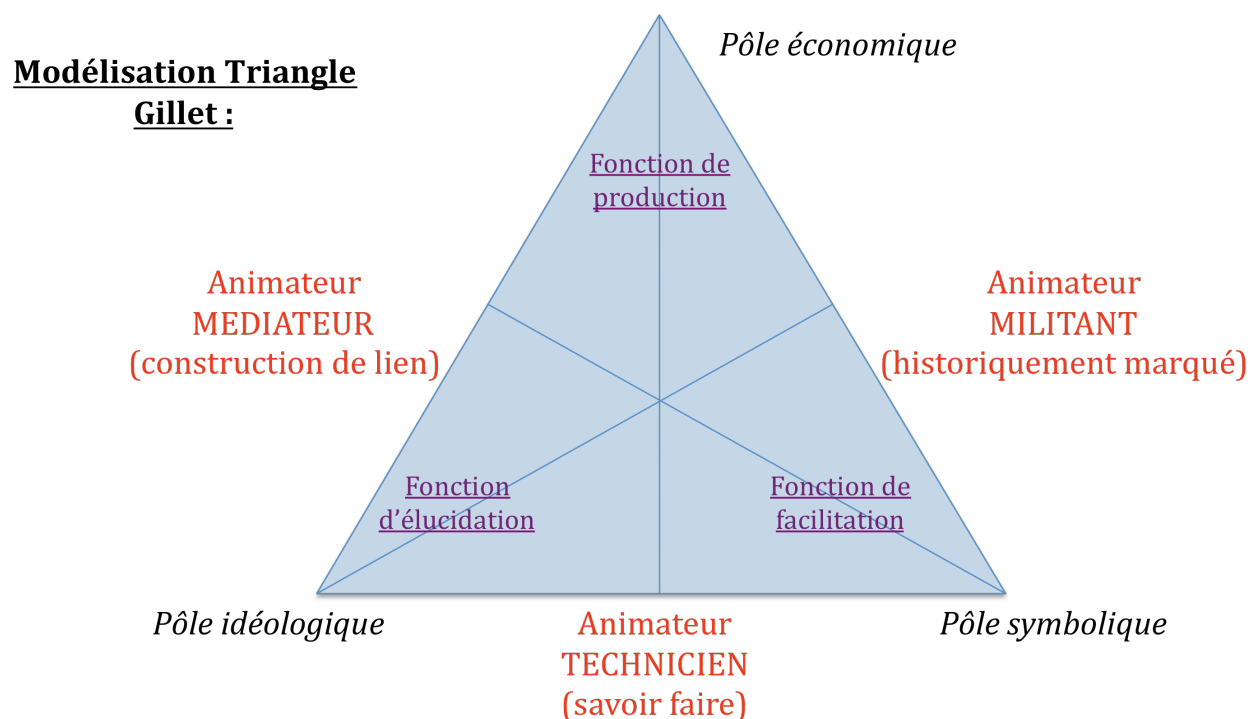 Pôle économique
Modélisation Triangle
Gillet :
Fonction de
production
Animateur
MEDIATEUR
(construction de lien)
Animateur
MILITANT
(historiquement marqué)
Fonction
d'élucidation
Fonction de
facilitation
Pôle idéologique
Animateur
TECHNICIEN
(savoir faire)
Pôle symbolique